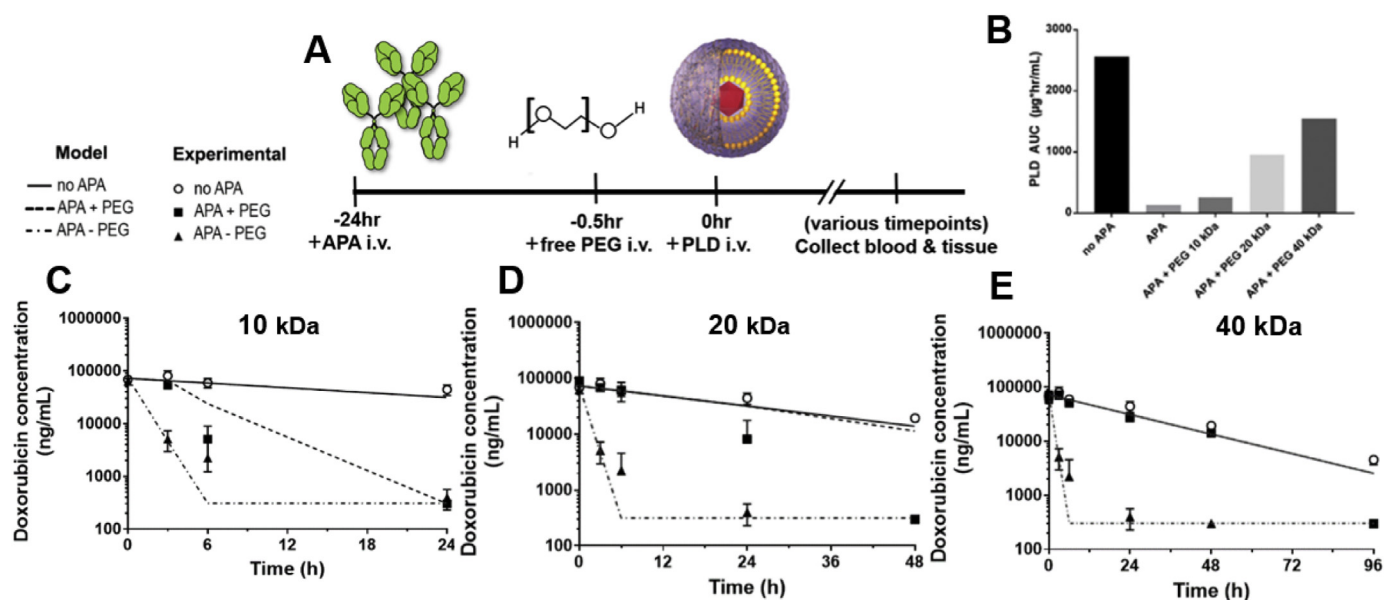 A
H
[
O
]
O
H
Model
Experimental
no APA
no APA
APA + PEG
APA + PEG
APA - PEG
APA - PEG
-24hr
+APA i.v.
-0.5hr
+free PEG i.v.
0hr
+PLD i.v.
(various timepoints)
Collect blood & tissue
B
PLD AUC (µg*hr/mL)
3000
2000
1000
0
no APA
APA
APA + PEG 10 kDa
APA + PEG 20 kDa
APA + PEG 40 kDa
C
10 kDa
Doxorubicin concentration
(ng/mL)
1000000
100000
10000
1000
100
0
6
12
18
24
Time (h)
D
20 kDa
Doxorubicin concentration
(ng/mL)
1000000
100000
10000
1000
100
0
12
24
36
48
Time (h)
E
40 kDa
Doxorubicin concentration
(ng/mL)
1000000
100000
10000
1000
100
0
24
48
72
96
Time (h)